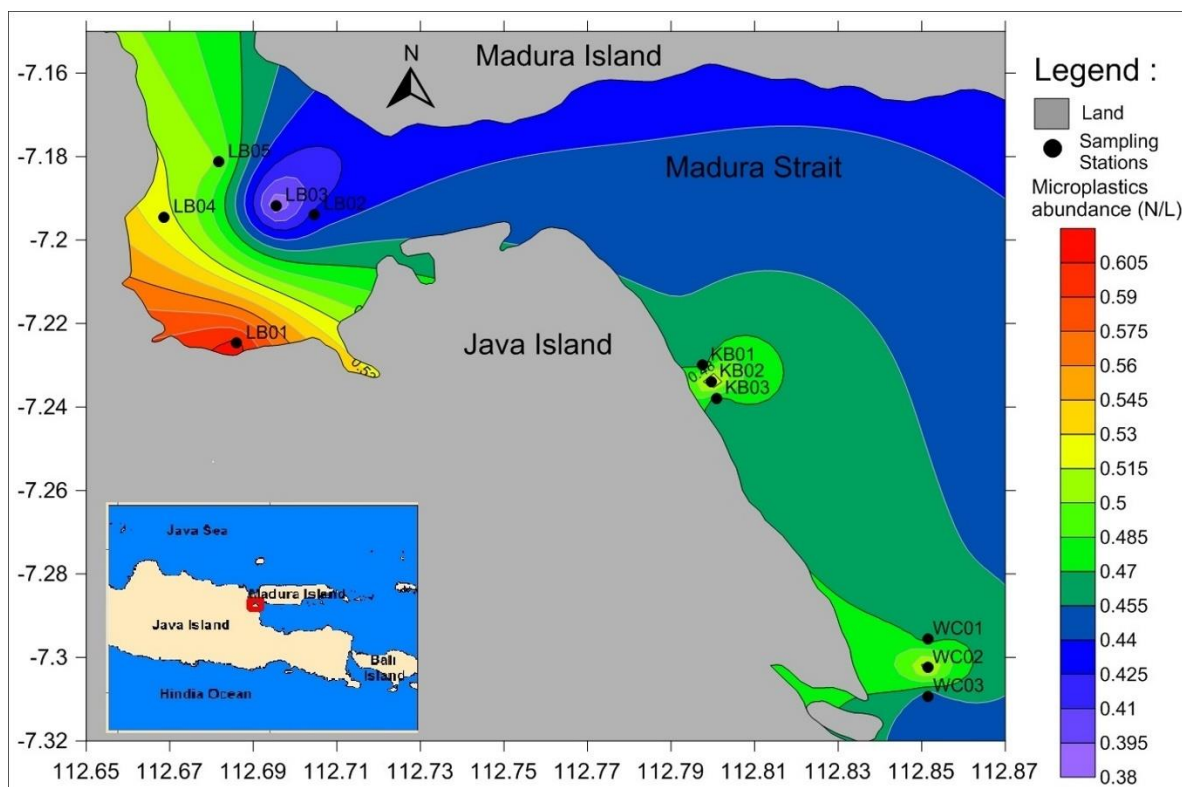 -7.16
-7.18
-7.2
-7.22
-7.24
-7.26
-7.28
-7.3
-7.32
112.65
112.67
112.69
112.71
112.73
112.75
112.77
112.79
112.81
112.83
112.85
112.87
N
Madura Island
Madura Strait
Java Island
LB05
LB03
LB02
LB04
LB01
KB01
0.48
KB02
KB03
WC01
WC02
WC03
Java Sea
Madura Island
Java Island
Bali
Island
Hindia Ocean
Legend :
Land
Sampling
Stations
Microplastics
abundance (N/L)
0.605
0.59
0.575
0.56
0.545
0.53
0.515
0.5
0.485
0.47
0.455
0.44
0.425
0.41
0.395
0.38